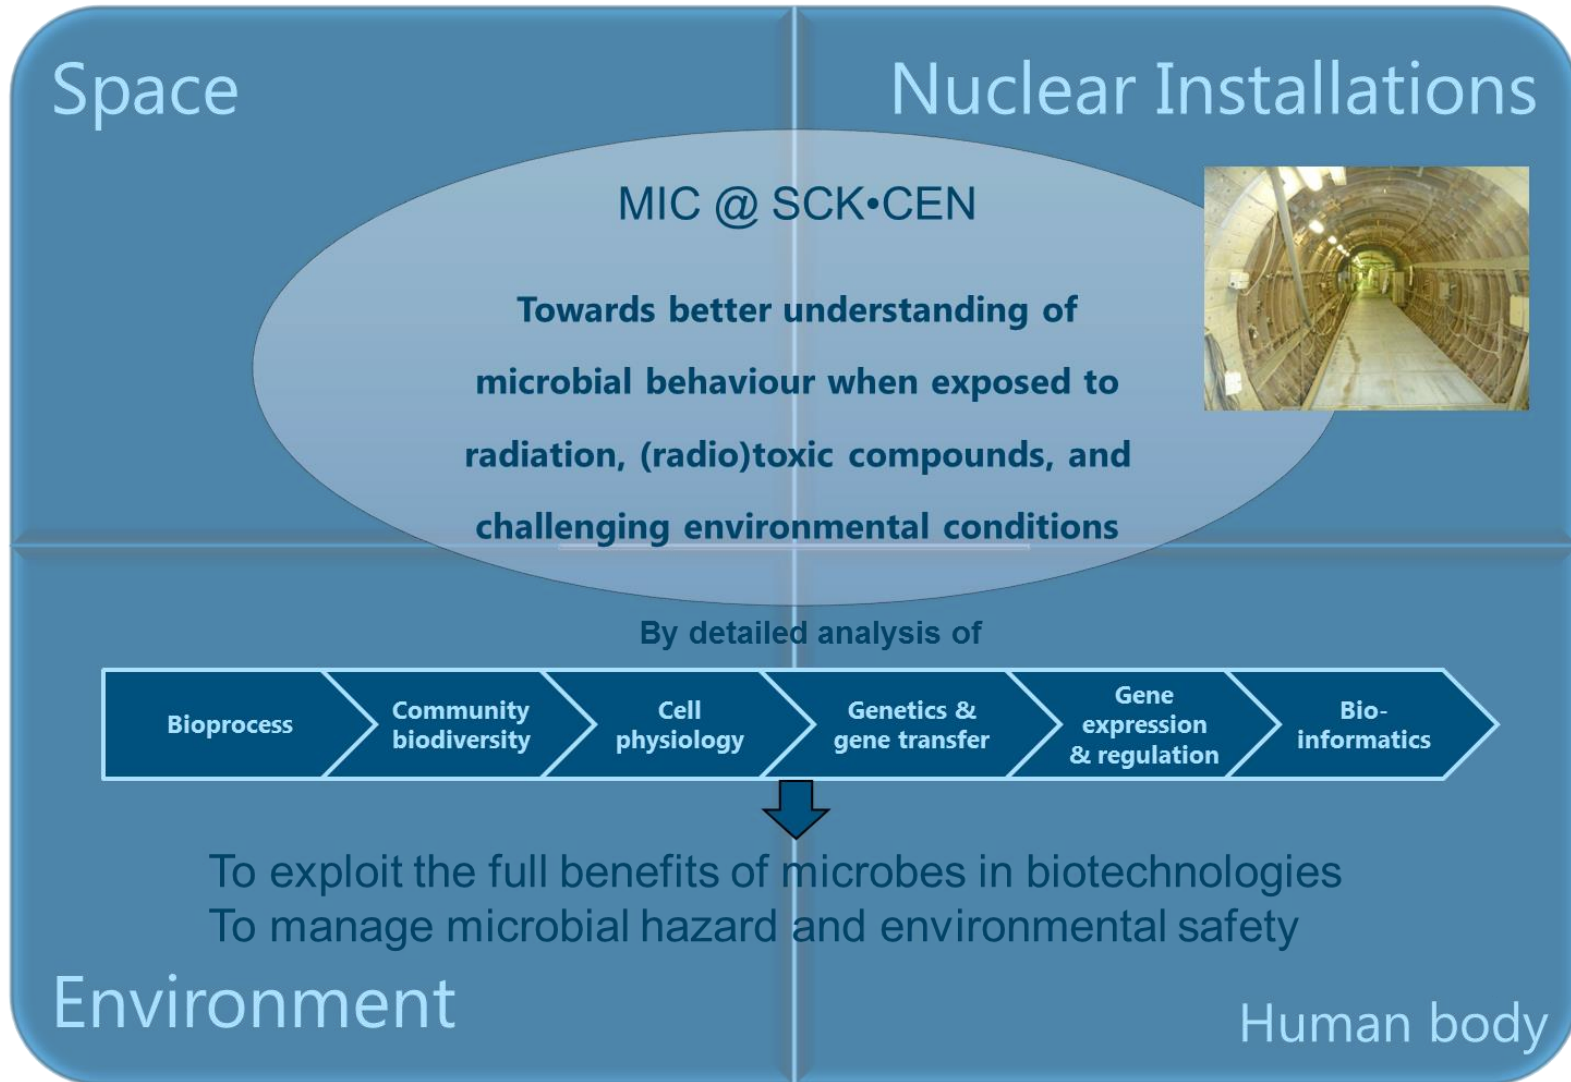 Space
Nuclear Installations
MIC @ SCK•CEN
Towards better understanding of
microbial behaviour when exposed to
radiation, (radio)toxic compounds, and
challenging environmental conditions
By detailed analysis of
Bioprocess
Community
biodiversity
Cell
physiology
Genetics &
gene transfer
Gene
expression
& regulation
Bio-
informatics
To exploit the full benefits of microbes in biotechnologies
To manage microbial hazard and environmental safety
Environment
Human body